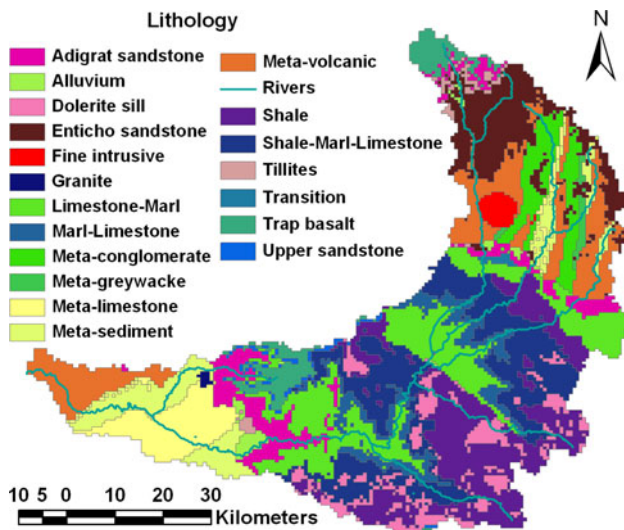 Lithology
Adigrat sandstone
Alluvium
Dolerite sill
Enticho sandstone
Fine intrusive
Granite
Limestone-Marl
Marl-Limestone
Meta-conglomerate
Meta-greywacke
Meta-limestone
Meta-sediment
Meta-volcanic
Rivers
Shale
Shale-Marl-Limestone
Tillites
Transition
Trap basalt
Upper sandstone
N
10 5 0 10 20 30
Kilometers